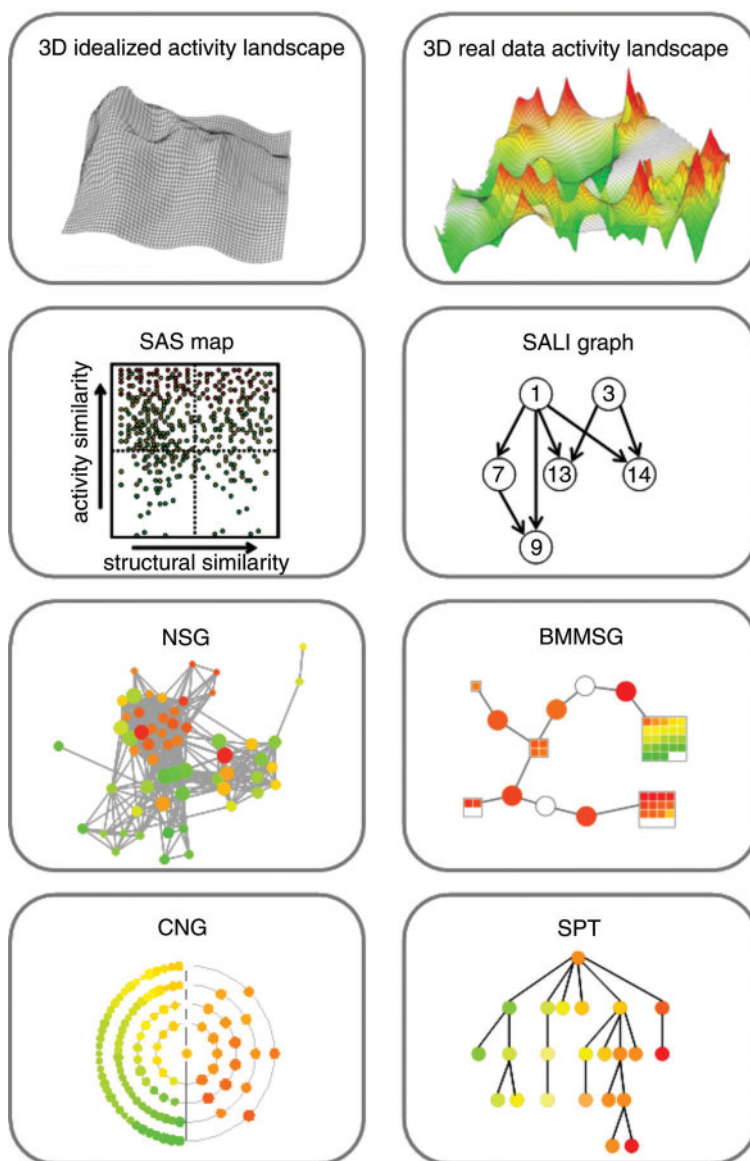 3D idealized activity landscape
3D real data activity landscape
SAS map
activity similarity
structural similarity
SALI graph
1
3
7
13
14
9
NSG
BMMSG
CNG
SPT